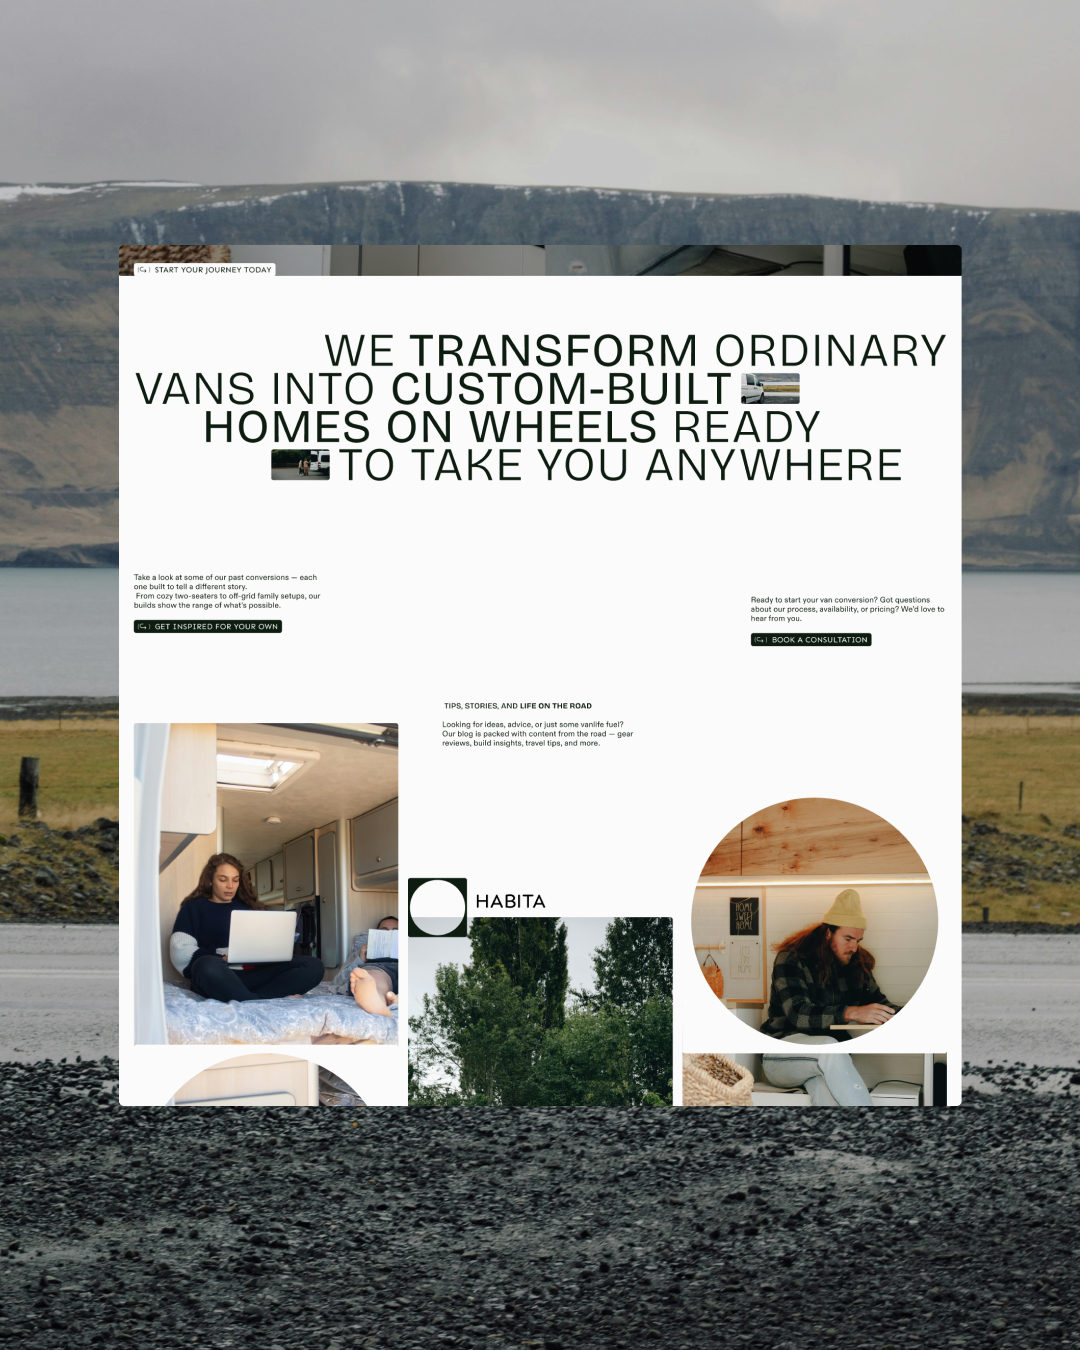 START YOUR JOURNEY TODAY
WE TRANSFORM ORDINARY
VANS INTO CUSTOM-BUILT
HOMES ON WHEELS READY
TO TAKE YOU ANYWHERE
Take a look at some of our past conversions — each
one built to tell a different story.
From cozy two-seaters to off-grid family setups, our
builds show the range of what's possible.
GET INSPIRED FOR YOUR OWN
Ready to start your van conversion? Got questions
about our process, availability, or pricing? We'd love to
hear from you.
BOOK A CONSULTATION
TIPS, STORIES, AND LIFE ON THE ROAD
Looking for ideas, advice, or just some vanlife fuel?
Our blog is packed with content from the road — gear
reviews, build insights, travel tips, and more.
HABITA
HOME
SWEET
HOME